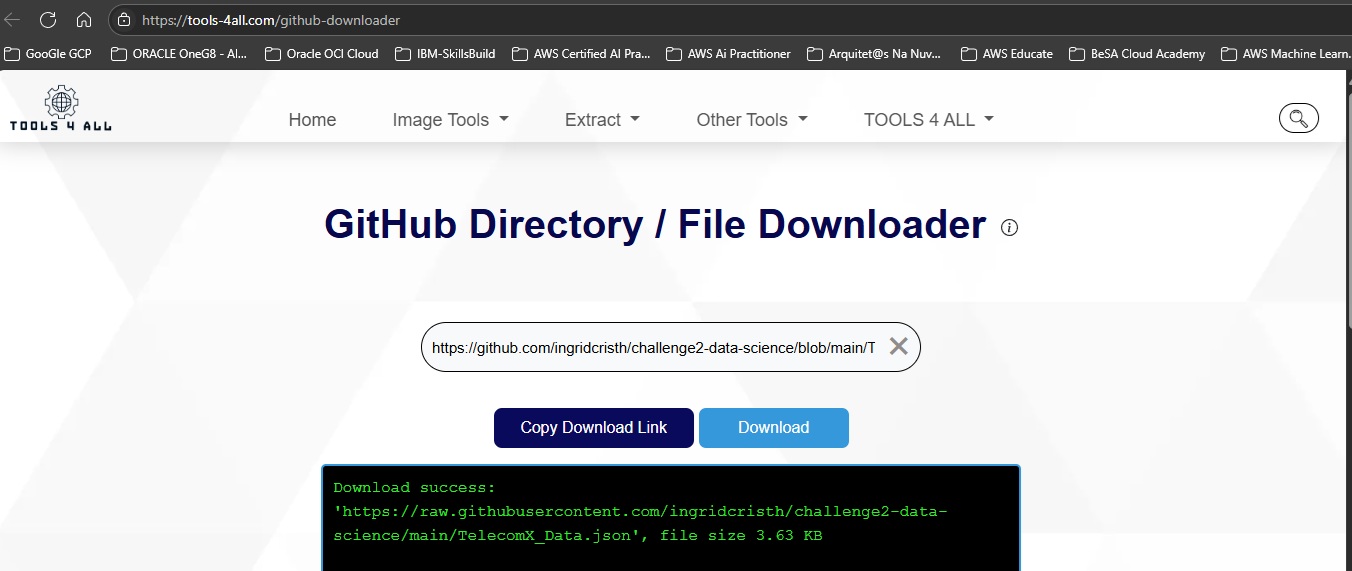 https://tools-4all.com/github-downloader
GooGle GCP
ORACLE OneG8 - Al...
Oracle OCI Cloud
IBM-SkillsBuild
AWS Certified AI Pra...
AWS Ai Practitioner
Arquitet@s Na Nuv...
AWS Educate
BeSA Cloud Academy
AWS Machine Learn.
TOOLS 4 ALL
Home
Image Tools
Extract
Other Tools
TOOLS 4 ALL
GitHub Directory / File Downloader
https://github.com/ingridcristh/challenge2-data-science/blob/main/T
Copy Download Link
Download
Download success:
'https://raw.githubusercontent.com/ingridcristh/challenge2-data-
science/main/TelecomX_Data.json', file size 3.63 KB